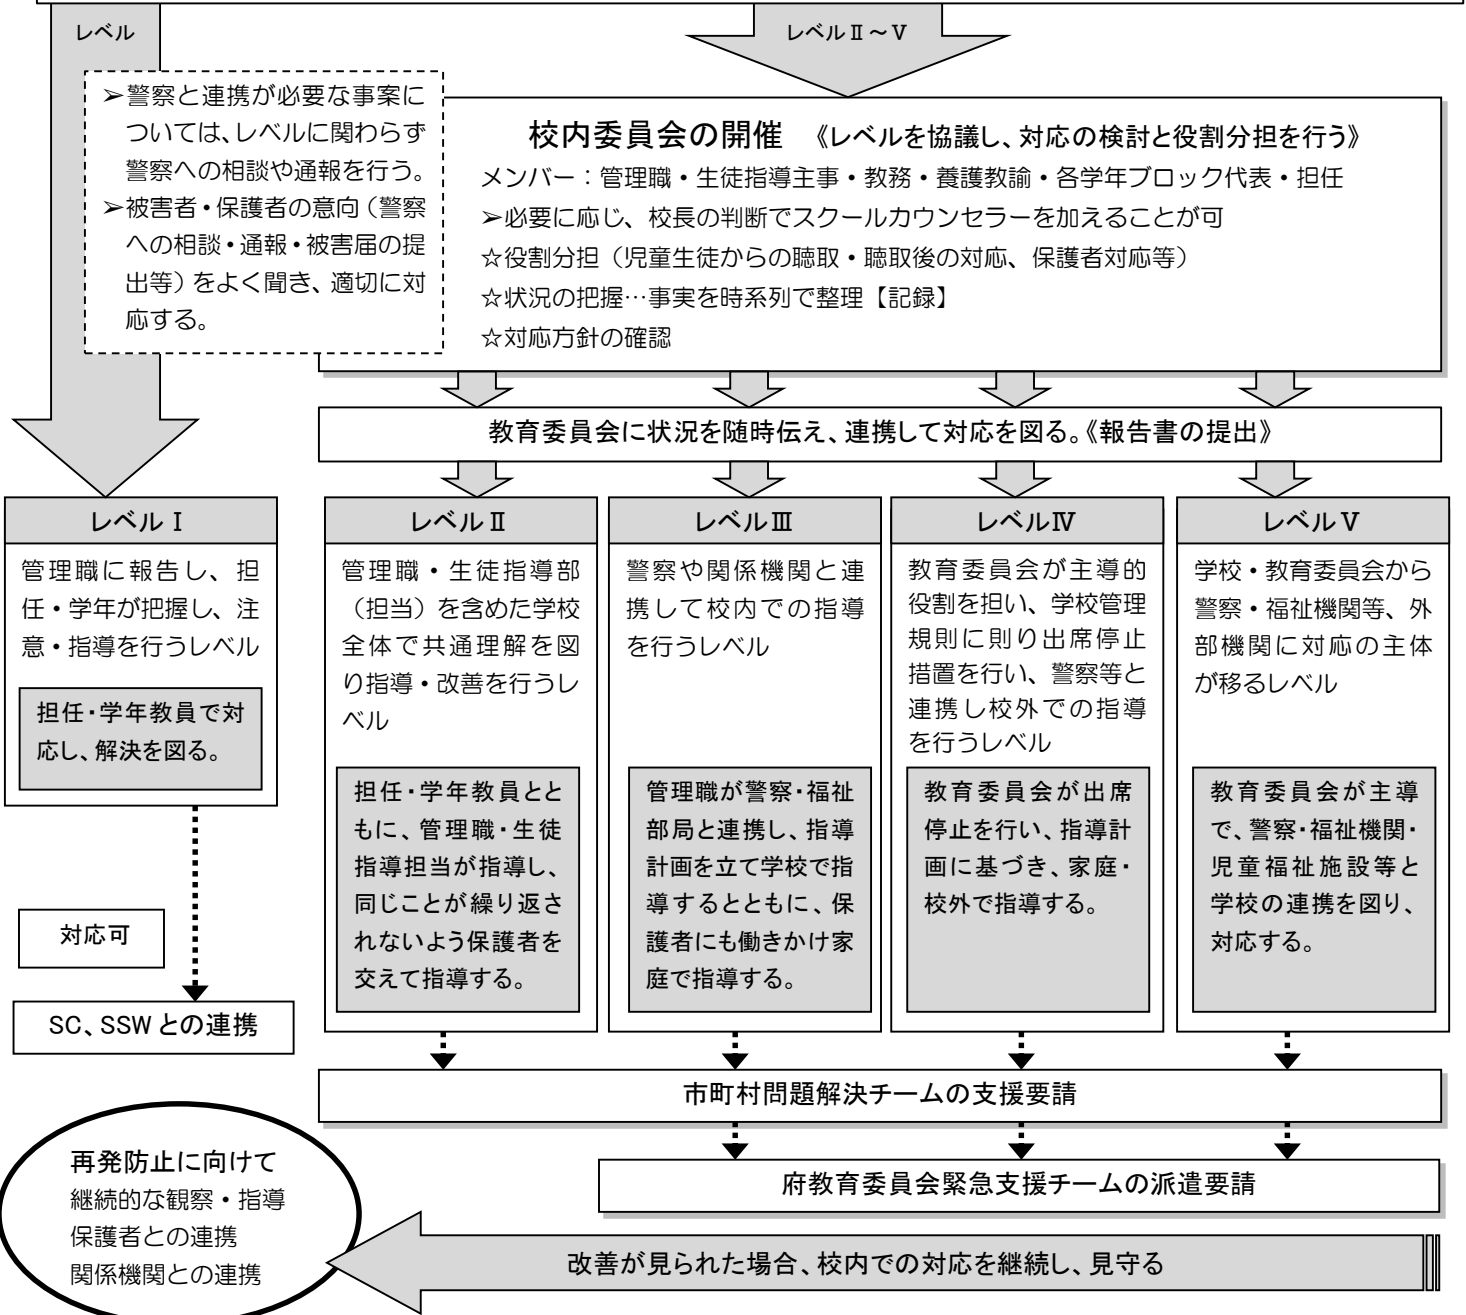 レベル
レベルⅡ～Ⅴ
➢警察と連携が必要な事案に
ついては、レベルに関わらず
警察への相談や通報を行う。
➢被害者・保護者の意向（警察
への相談・通報・被害届の提
出等）をよく聞き、適切に対
応する。
校内委員会の開催　《レベルを協議し、対応の検討と役割分担を行う》
メンバー：管理職・生徒指導主事・教務・養護教諭・各学年ブロック代表・担任
➢必要に応じ、校長の判断でスクールカウンセラーを加えることが可
☆役割分担（児童生徒からの聴取・聴取後の対応、保護者対応等）
☆状況の把握…事実を時系列で整理【記録】
☆対応方針の確認
教育委員会に状況を随時伝え、連携して対応を図る。《報告書の提出》
レベルⅠ
管理職に報告し、担
任・学年が把握し、注
意・指導を行うレベル
担任・学年教員で対
応し、解決を図る。
対応可
SC、SSWとの連携
レベルⅡ
管理職・生徒指導部
（担当）を含めた学校
全体で共通理解を図
り指導・改善を行うレ
ベル
担任・学年教員とと
もに、管理職・生徒
指導担当が指導し、
同じことが繰り返さ
れないよう保護者を
交えて指導する。
レベルⅢ
警察や関係機関と連
携して校内での指導
を行うレベル
管理職が警察・福祉
部局と連携し、指導
計画を立て学校で指
導するとともに、保
護者にも働きかけ家
庭で指導する。
レベルⅣ
教育委員会が主導的
役割を担い、学校管理
規則に則り出席停止
措置を行い、警察等と
連携し校外での指導
を行うレベル
教育委員会が出席
停止を行い、指導計
画に基づき、家庭・
校外で指導する。
レベルⅤ
学校・教育委員会から
警察・福祉機関等、外
部機関に対応の主体
が移るレベル
教育委員会が主導
で、警察・福祉機関・
児童福祉施設等と
学校の連携を図り、
対応する。
市町村問題解決チームの支援要請
府教育委員会緊急支援チームの派遣要請
再発防止に向けて
継続的な観察・指導
保護者との連携
関係機関との連携
改善が見られた場合、校内での対応を継続し、見守る